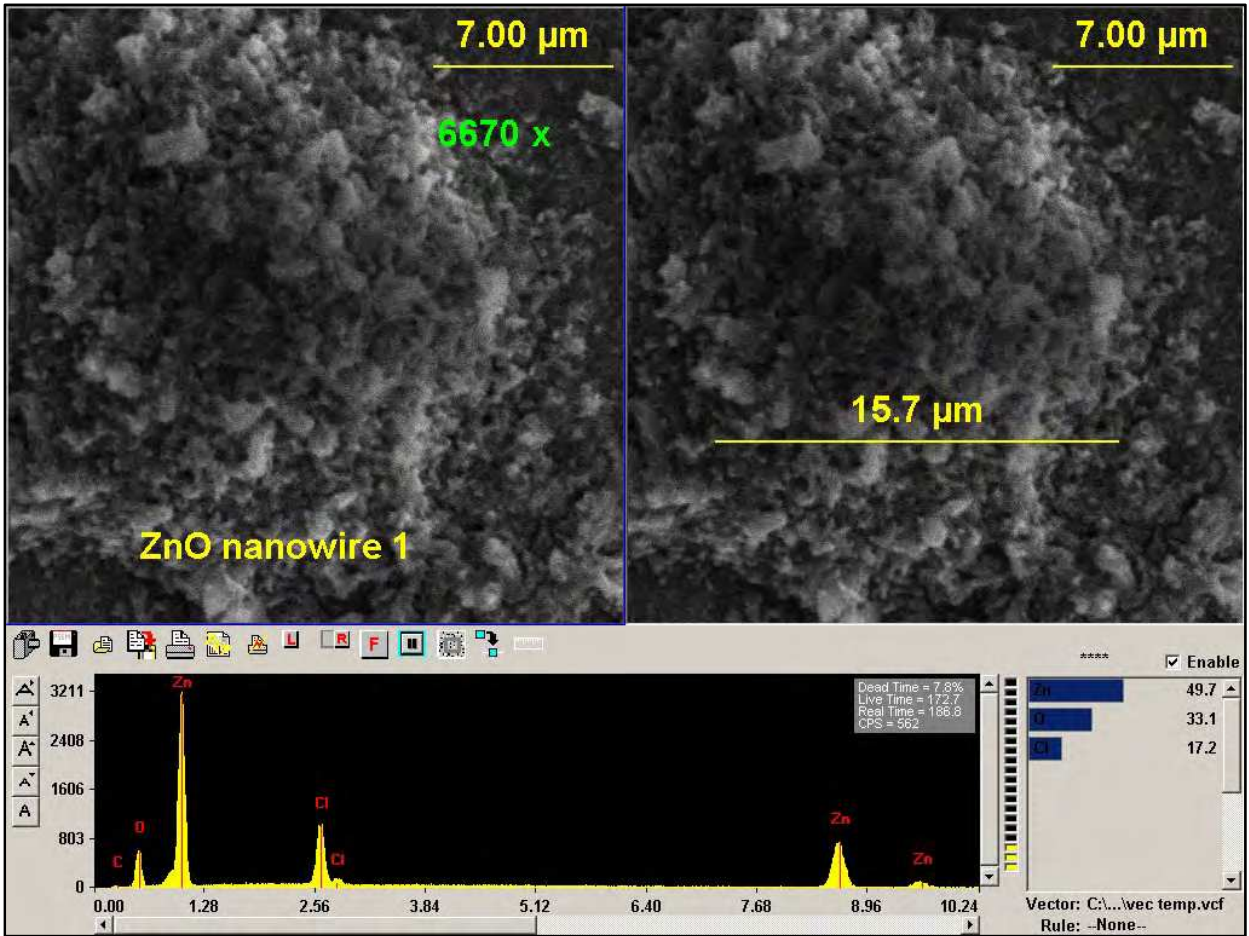 7.00 µm
6670 x
ZnO nanowire 1
7.00 µm
15.7 µm
L
R
F
****
Enable
A
A
A
A
A
3211
2408
1606
803
0
C
O
Zn
Cl
Cl
Zn
Zn
Dead Time = 7.8%
Live Time = 172.7
Real Time = 186.8
CPS = 562
0.00 1.28 2.56 3.84 5.12 6.40 7.68 8.96 10.24
Zn 49.7
O 33.1
Cl 17.2
Vector: C:\...\vec temp.vcf
Rule: --None--